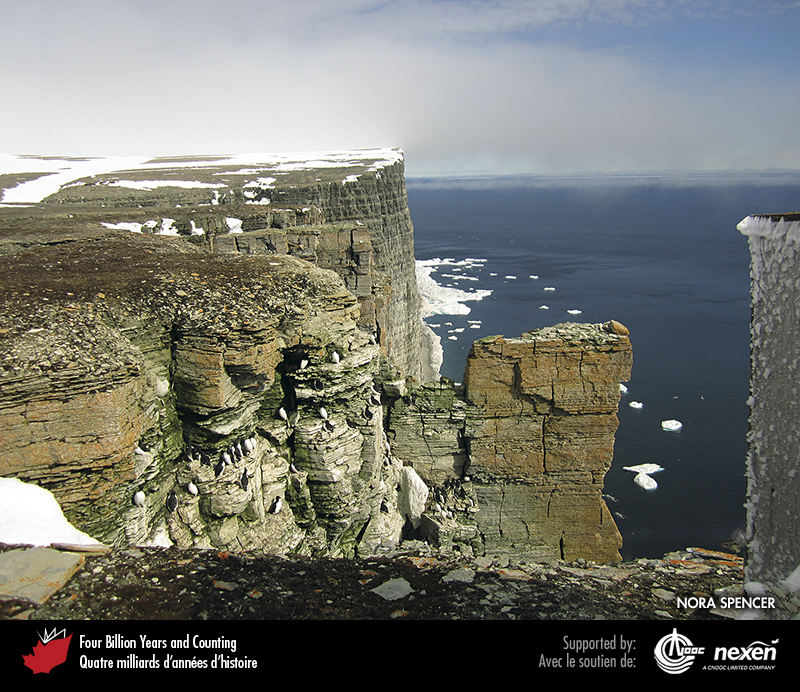 NORA SPENCER
Four Billion Years and Counting
Quatre milliards d'années d'histoire
Supported by:
Avec le soutien de:
CNOOC
nexen
A CNOOC LIMITED COMPANY